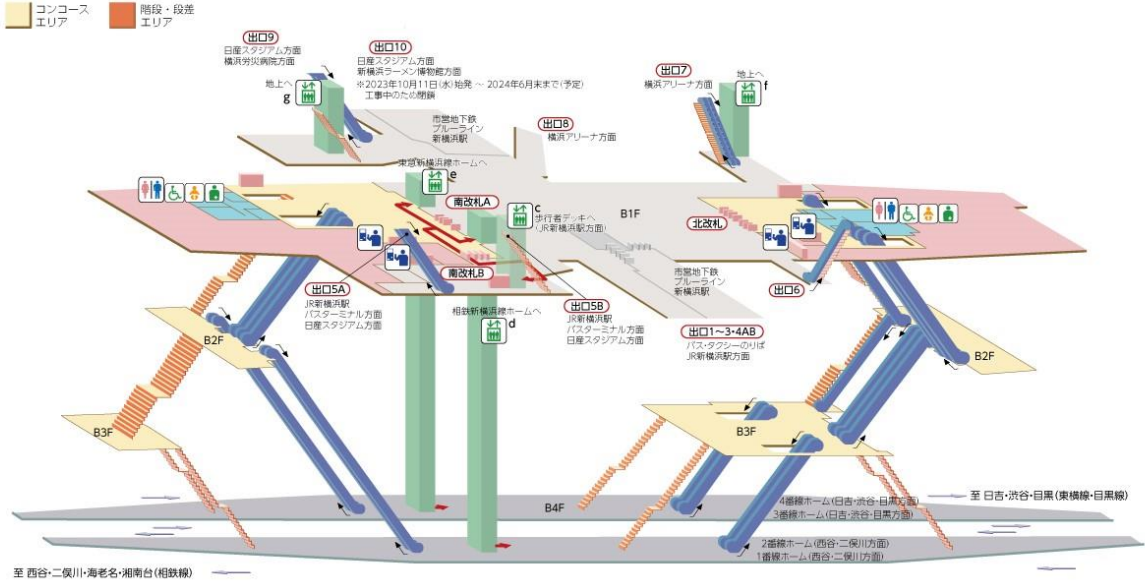 コンコース
エリア
階段・段差
エリア
出口9
日産スタジアム方面
横浜労災病院方面
出口10
日産スタジアム方面
新横浜ラーメン博物館方面
※2023年10月11日(水)始発 ～ 2024年6月末まで(予定)
工事中のため閉鎖
地上へ
g
市営地下鉄
ブルーライン
新横浜駅
出口8
横浜アリーナ方面
出口7
横浜アリーナ方面
地上へ
f
東急新横浜線ホームへ
e
南改札A
c
歩行者デッキへ
(JR新横浜駅方面)
B1F
北改札
南改札B
出口5A
JR新横浜駅
バスターミナル方面
日産スタジアム方面
相鉄新横浜線ホームへ
d
出口5B
JR新横浜駅
バスターミナル方面
日産スタジアム方面
市営地下鉄
ブルーライン
新横浜駅
出口6
出口1～3・4AB
バス・タクシーのりば
JR新横浜駅方面
B2F
B2F
B3F
B3F
B4F
4番線ホーム(日吉・渋谷・目黒方面)
3番線ホーム(日吉・渋谷・目黒方面)
至 日吉・渋谷・目黒(東横線・目黒線)
2番線ホーム(西谷・二俣川方面)
1番線ホーム(西谷・二俣川方面)
至 西谷・二俣川・海老名・湘南台(相鉄線)